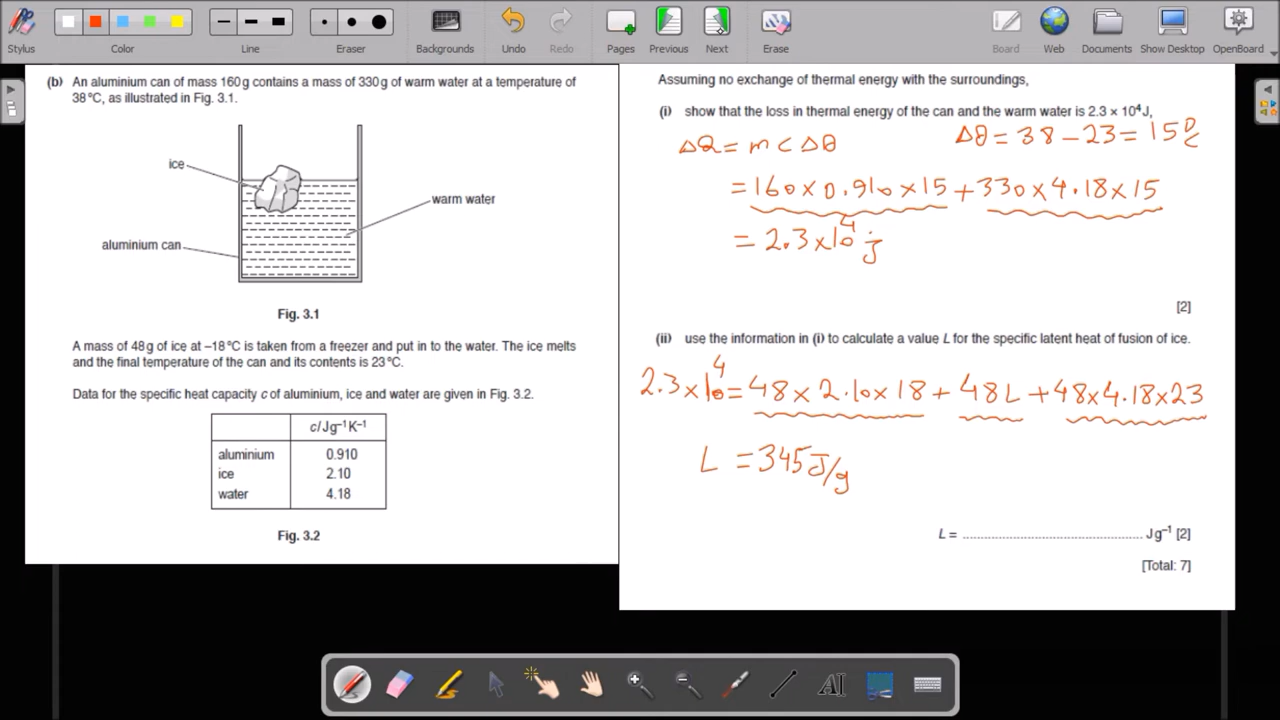 Stylus
Color
Line
Eraser
Backgrounds
Undo
Redo
Pages
Previous
Next
Erase
Board
Web
Documents
Show Desktop
OpenBoard
(b) An aluminium can of mass 160 g contains a mass of 330 g of warm water at a temperature of
38 °C, as illustrated in Fig. 3.1.
ice
warm water
aluminium can
Fig. 3.1
A mass of 48 g of ice at –18 °C is taken from a freezer and put in to the water. The ice melts
and the final temperature of the can and its contents is 23 °C.
Data for the specific heat capacity c of aluminium, ice and water are given in Fig. 3.2.
c / J g⁻¹ K⁻¹
aluminium 0.910
ice 2.10
water 4.18
Fig. 3.2
Assuming no exchange of thermal energy with the surroundings,
(i) show that the loss in thermal energy of the can and the warm water is 2.3 × 10⁴ J,
ΔQ = m c Δθ
Δθ = 38 – 23 = 15 °C
= 160 × 0.910 × 15 + 330 × 4.18 × 15
= 2.3 × 10⁴ j
[2]
(ii) use the information in (i) to calculate a value L for the specific latent heat of fusion of ice.
2.3 × 10⁴ = 48 × 2.10 × 18 + 48 L + 48 × 4.18 × 23
L = 345 J/g
L = .......................................... J g⁻¹ [2]
[Total: 7]
AI